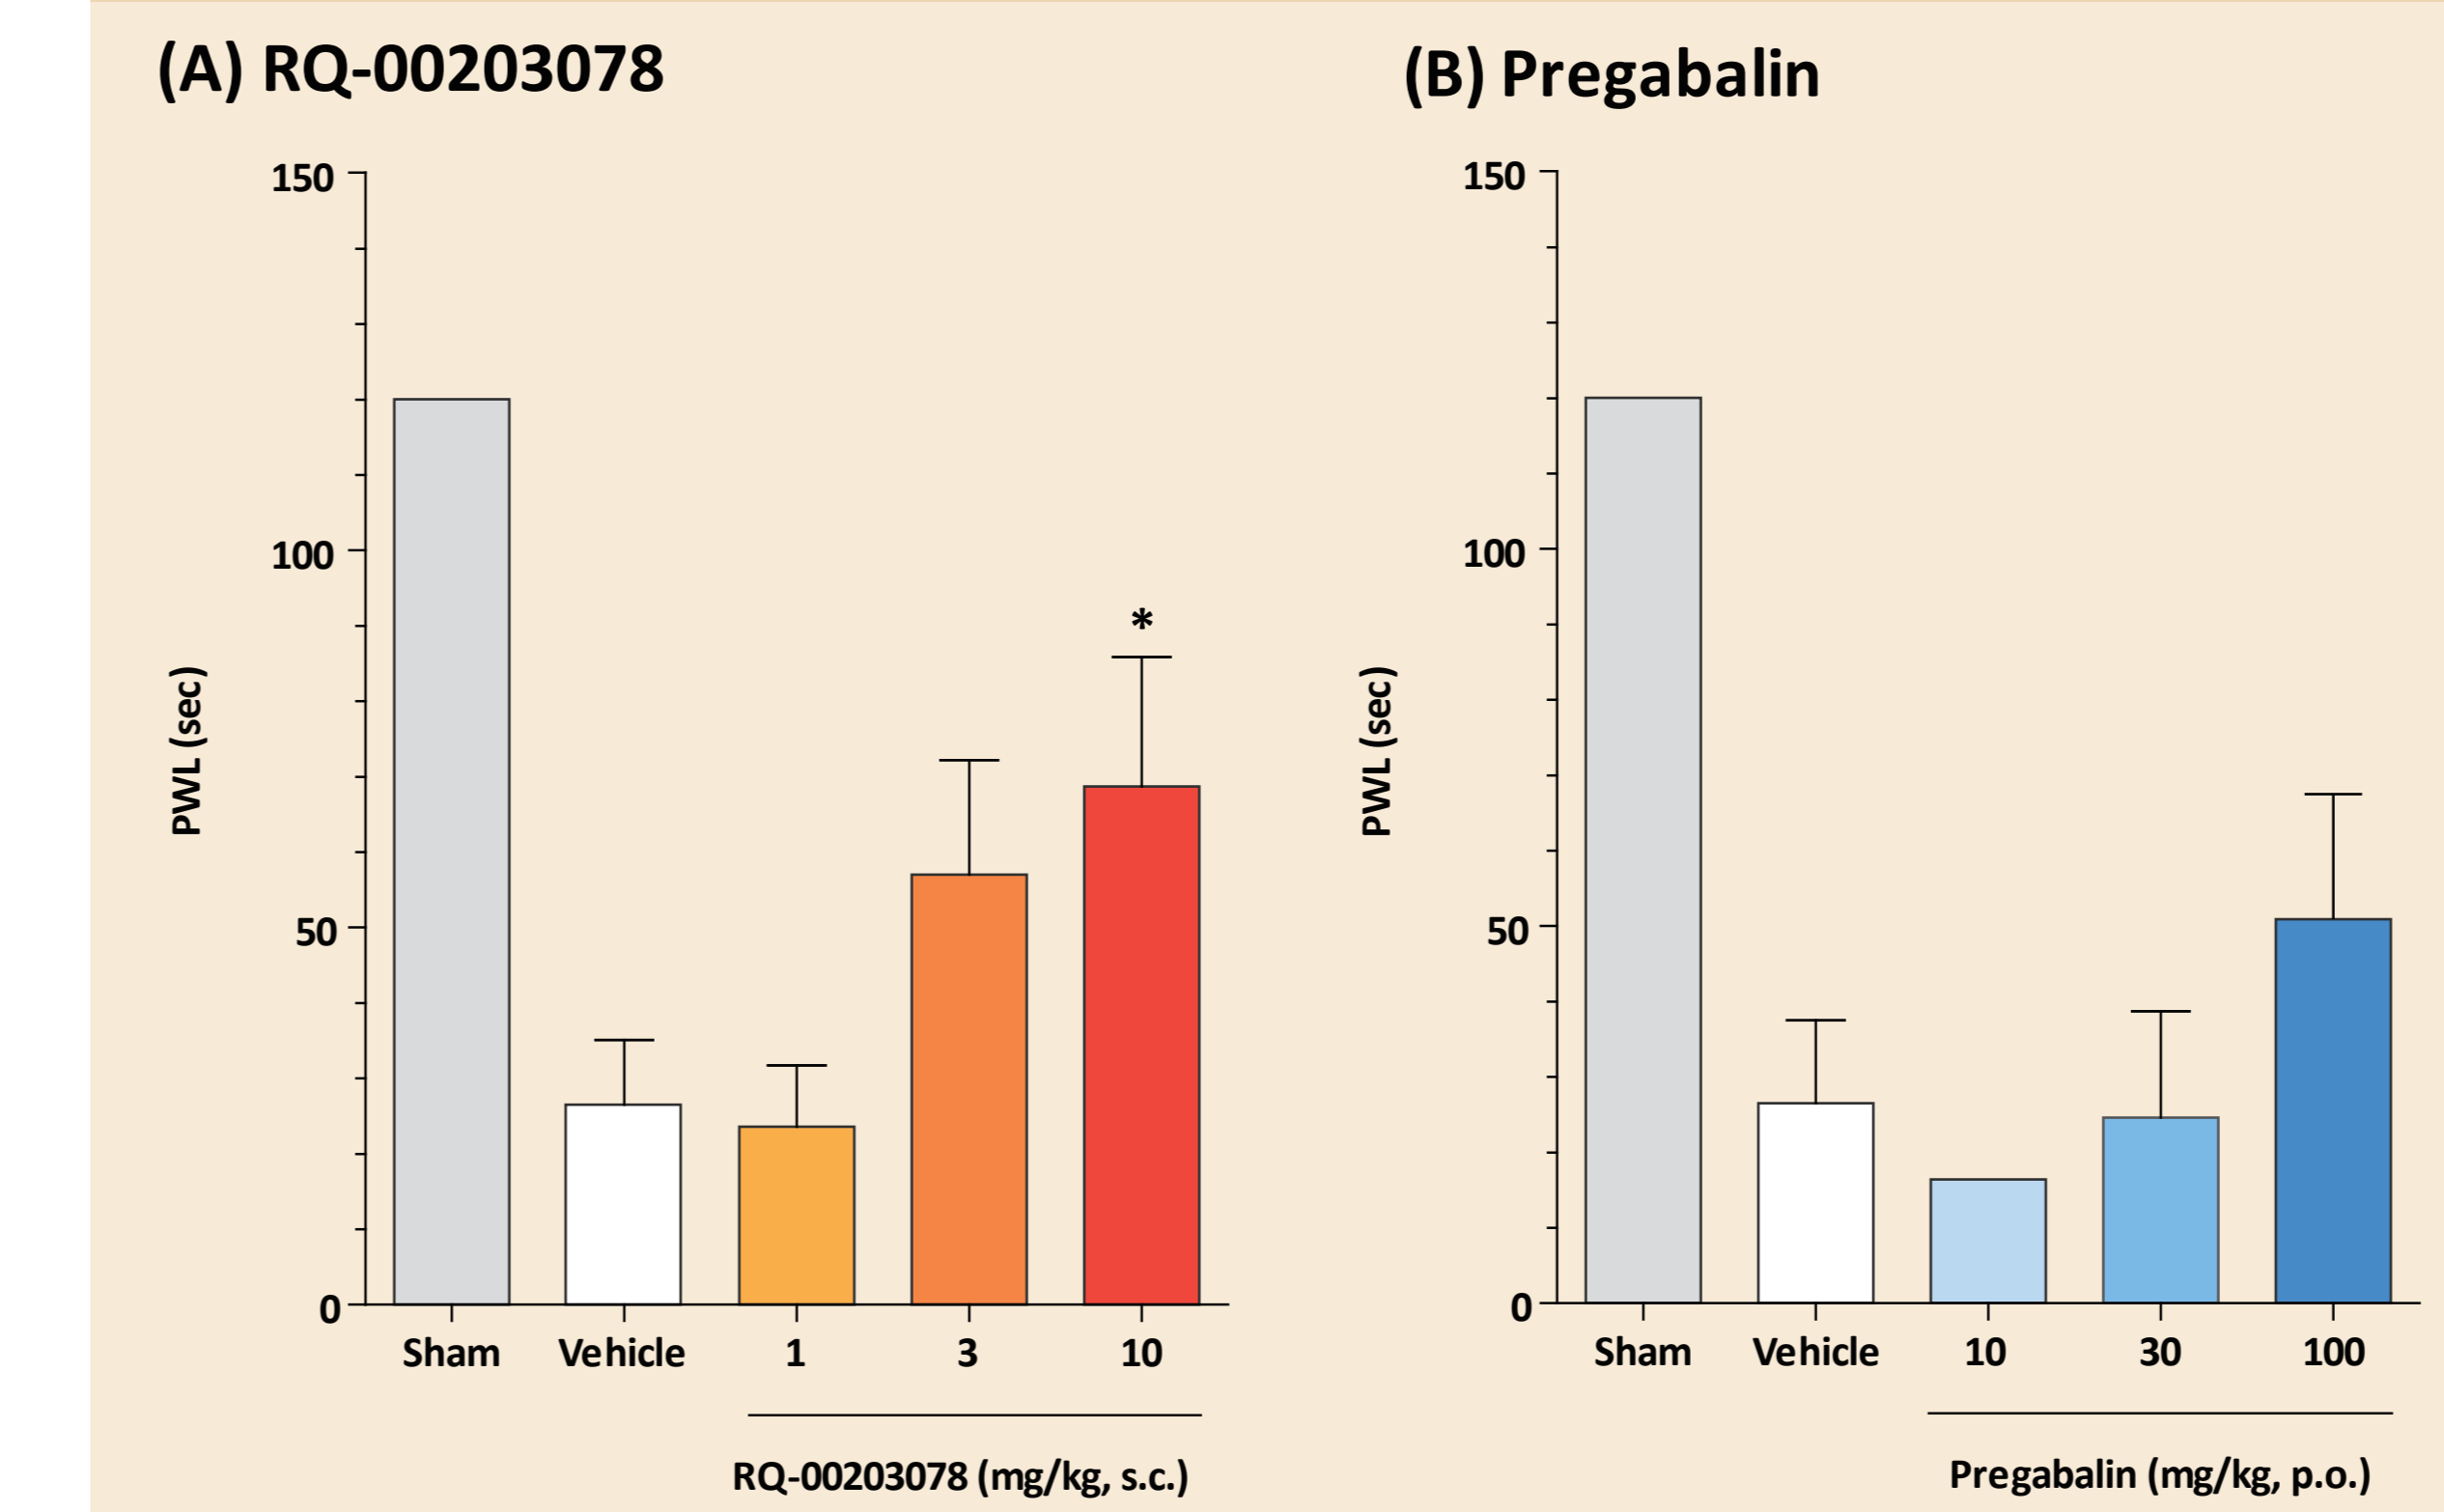 (A) RQ-00203078
150
100
50
0
PWL (sec)
*
Sham Vehicle 1 3 10
RQ-00203078 (mg/kg, s.c.)
(B) Pregabalin
150
100
50
0
PWL (sec)
Sham Vehicle 10 30 100
Pregabalin (mg/kg, p.o.)